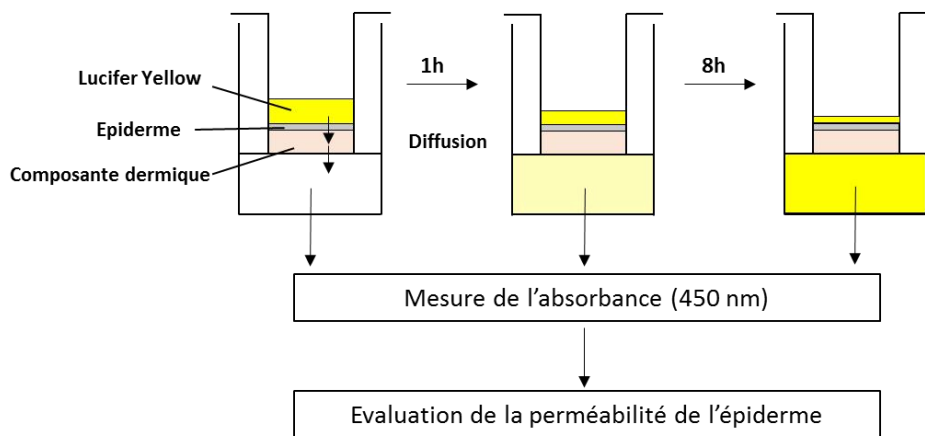 1h
8h
Lucifer Yellow
Epiderme
Diffusion
Composante dermique
Mesure de l’absorbance (450 nm)
Evaluation de la perméabilité de l’épiderme